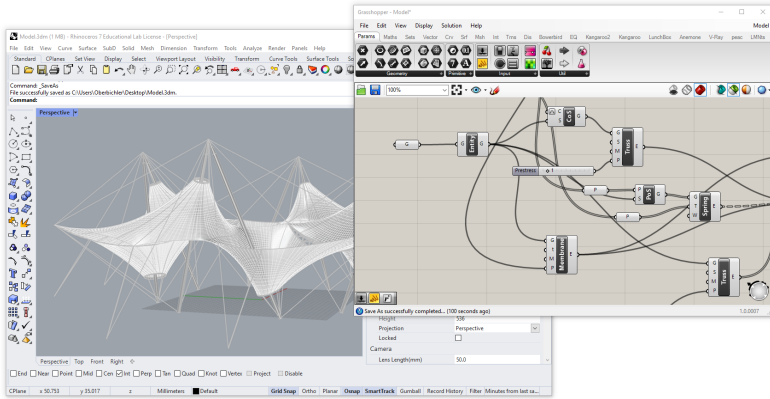 Model.3dm (1 MB) - Rhinoceros 7 Educational Lab License - [Perspective]
File Edit View Curve Surface SubD Solid Mesh Dimension Transform Tools Analyze Render Panels Help
Standard CPlanes Set View Display Select Viewport Layout Visibility Transform Curve Tools Surface Tools So
Command: _SaveAs
File successfully saved as C:\Users\Oberbichler\Desktop\Model.3dm.
Command:
Perspective
Grasshopper - Model*
File Edit View Display Solution Help
Model
Params Maths Sets Vector Crv Srf Msh Int Trns Dis Bowerbird EQ Kangaroo2 Kangaroo LunchBox Anemone V-Ray peac LMNts
Geometry + Primitive + Input + Util +
100%
C
S
CoS
G
G
G
Entity
G
G
S
M
P
Truss
E
Prestress
1
P
P
S
PoS
G
P
G
T
W
Spring
E
G
E
M
P
Membrane
E
G
S
M
P
Truss
E
Save As successfully completed... (100 seconds ago)
1.0.0007
Height 536
Projection Perspective
Locked
Camera
Lens Length(mm) 50.0
Perspective Top Front Right
End Near Point Mid Cen Int Perp Tan Quad Knot Vertex Project Disable
CPlane x 50.753 y 35.017 z Millimeters Default Grid Snap Ortho Planar Osnap SmartTrack Gumball Record History Filter Minutes from last sa...